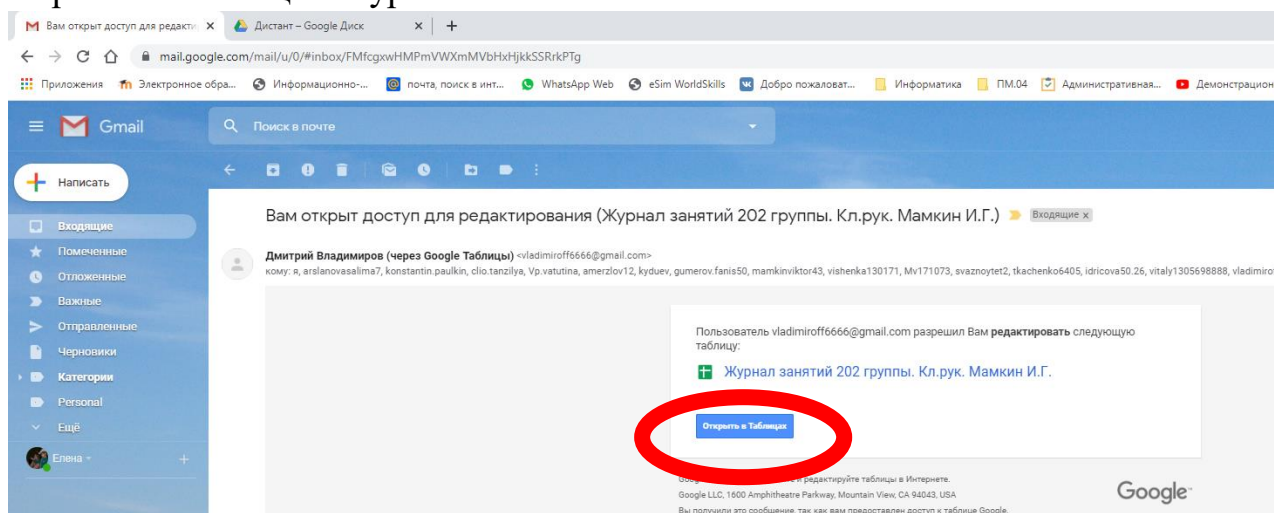 Вам открыт доступ для редакти
Дистант – Google Диск
mail.google.com/mail/u/0/#inbox/FMfcgxwHMPmVWXmMVbHxHjkkSSRrkPTg
Приложения Электронное обра... Информационно-... почта, поиск в инт... WhatsApp Web eSim WorldSkills Добро пожаловат... Информатика ПМ.04 Административная... Демонстрацион
Gmail
Поиск в почте
Написать
Входящие
Помеченные
Отложенные
Важные
Отправленные
Черновики
Категории
Personal
Ещё
Елена
Вам открыт доступ для редактирования (Журнал занятий 202 группы. Кл.рук. Мамкин И.Г.) Входящие x
Дмитрий Владимиров (через Google Таблицы) <vladimiroff6666@gmail.com>
кому: я, arslanovasalima7, konstantin.paulkin, clio.tanzilya, Vp.vatutina, amerzlov12, kyduev, gumerov.fanis50, mamkinviktor43, vishenka130171, Mv171073, svaznoytet2, tkachenko6405, idricova50.26, vitaly1305698888, vladimirof
Пользователь vladimiroff6666@gmail.com разрешил Вам редактировать следующую
таблицу:
Журнал занятий 202 группы. Кл.рук. Мамкин И.Г.
Открыть в Таблицах
и редактируйте таблицы в Интернете.
Google LLC, 1600 Amphitheatre Parkway, Mountain View, CA 94043, USA
Вы получили это сообщение, так как вам предоставлен доступ к таблице Google.
Google